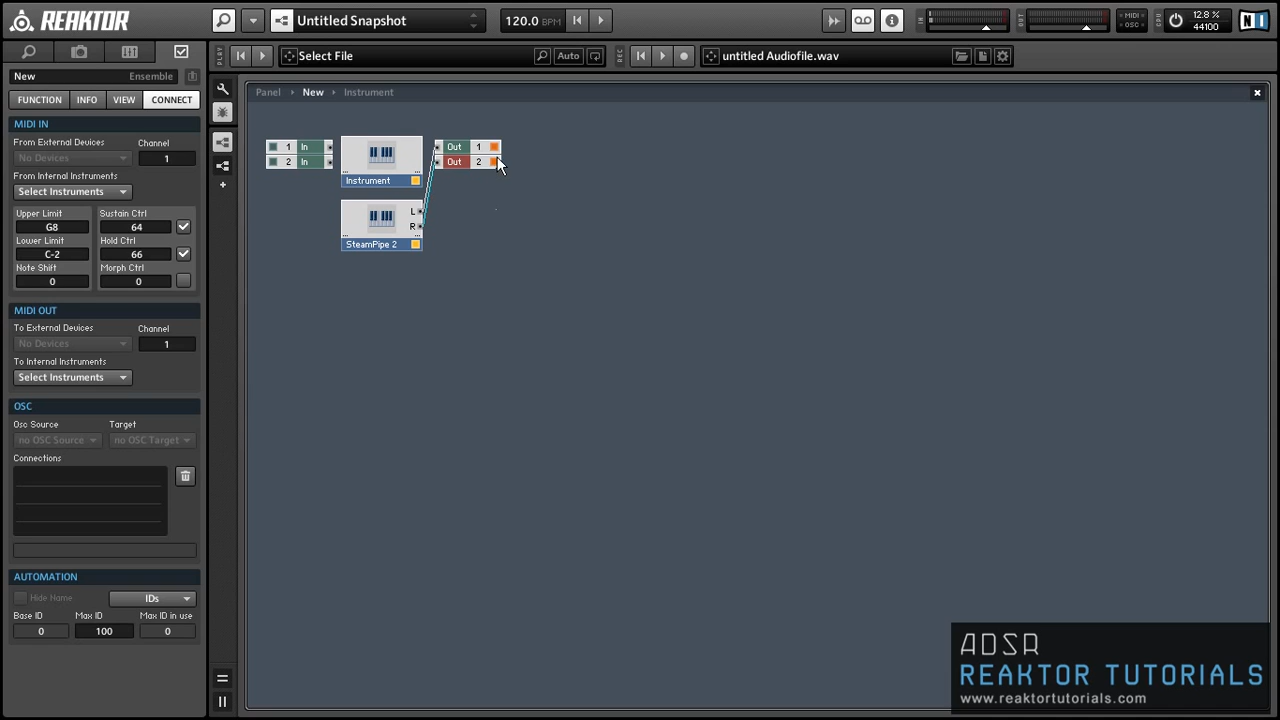 REAKTOR
Untitled Snapshot
120.0 BPM
IN
OUT
MIDI
OSC
CPU
12.8 %
44100
NI
PLAY
Select File
Auto
REC
untitled Audiofile.wav
New
Ensemble
FUNCTION
INFO
VIEW
CONNECT
MIDI IN
From External Devices
Channel
No Devices
1
From Internal Instruments
Select Instruments
Upper Limit
Sustain Ctrl
G8
64
Lower Limit
Hold Ctrl
C-2
66
Note Shift
Morph Ctrl
0
0
MIDI OUT
To External Devices
Channel
No Devices
1
To Internal Instruments
Select Instruments
OSC
Osc Source
Target
no OSC Source
no OSC Target
Connections
AUTOMATION
Hide Name
IDs
Base ID
Max ID
Max ID in use
0
100
0
Panel
New
Instrument
1 In
2 In
Instrument
Out 1
Out 2
L
R
SteamPipe 2
ADSR
REAKTOR TUTORIALS
www.reaktortutorials.com